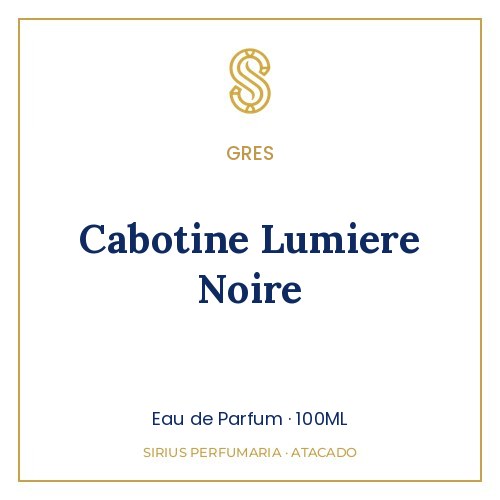 GRES
Cabotine Lumiere
Noire
Eau de Parfum · 100ML
SIRIUS PERFUMARIA · ATACADO